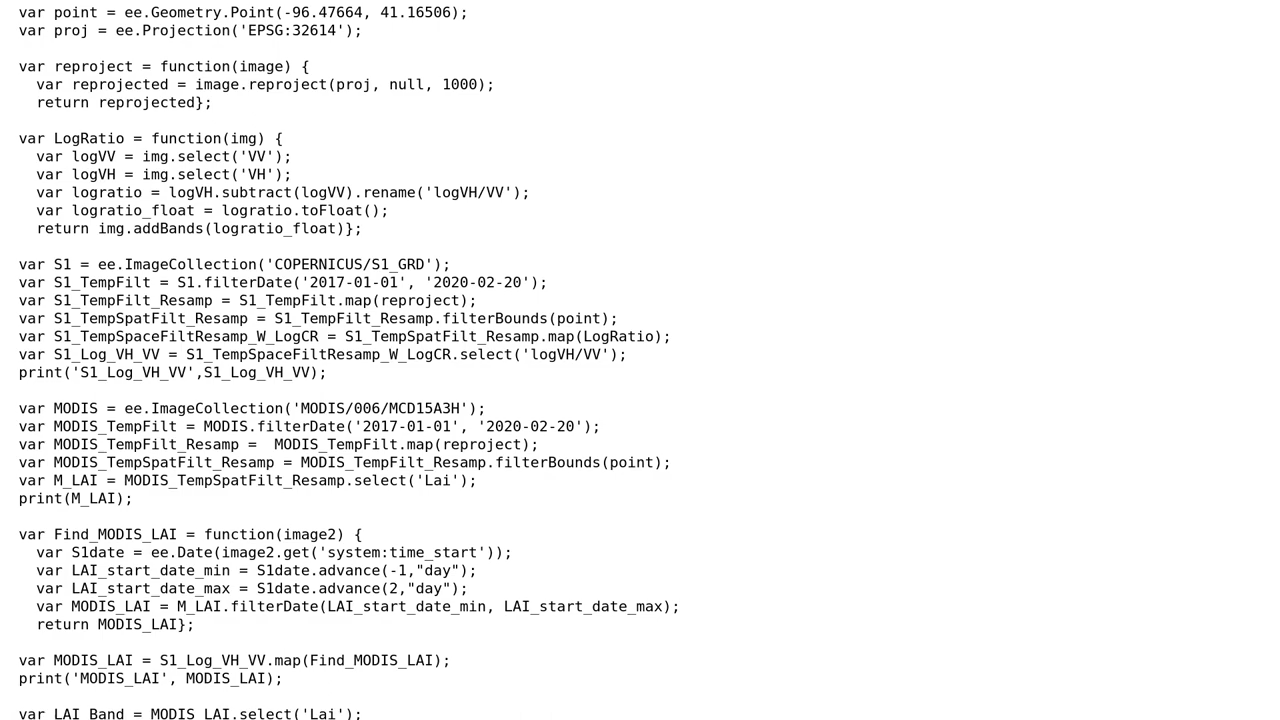 var point = ee.Geometry.Point(-96.47664, 41.16506);
var proj = ee.Projection('EPSG:32614');

var reproject = function(image) {
  var reprojected = image.reproject(proj, null, 1000);
  return reprojected};

var LogRatio = function(img) {
  var logVV = img.select('VV');
  var logVH = img.select('VH');
  var logratio = logVH.subtract(logVV).rename('logVH/VV');
  var logratio_float = logratio.toFloat();
  return img.addBands(logratio_float)};

var S1 = ee.ImageCollection('COPERNICUS/S1_GRD');
var S1_TempFilt = S1.filterDate('2017-01-01', '2020-02-20');
var S1_TempFilt_Resamp = S1_TempFilt.map(reproject);
var S1_TempSpatFilt_Resamp = S1_TempFilt_Resamp.filterBounds(point);
var S1_TempSpaceFiltResamp_W_LogCR = S1_TempSpatFilt_Resamp.map(LogRatio);
var S1_Log_VH_VV = S1_TempSpaceFiltResamp_W_LogCR.select('logVH/VV');
print('S1_Log_VH_VV',S1_Log_VH_VV);

var MODIS = ee.ImageCollection('MODIS/006/MCD15A3H');
var MODIS_TempFilt = MODIS.filterDate('2017-01-01', '2020-02-20');
var MODIS_TempFilt_Resamp =  MODIS_TempFilt.map(reproject);
var MODIS_TempSpatFilt_Resamp = MODIS_TempFilt_Resamp.filterBounds(point);
var M_LAI = MODIS_TempSpatFilt_Resamp.select('Lai');
print(M_LAI);

var Find_MODIS_LAI = function(image2) {
  var S1date = ee.Date(image2.get('system:time_start'));
  var LAI_start_date_min = S1date.advance(-1,"day");
  var LAI_start_date_max = S1date.advance(2,"day");
  var MODIS_LAI = M_LAI.filterDate(LAI_start_date_min, LAI_start_date_max);
  return MODIS_LAI};

var MODIS_LAI = S1_Log_VH_VV.map(Find_MODIS_LAI);
print('MODIS_LAI', MODIS_LAI);

var LAI_Band = MODIS_LAI.select('Lai');